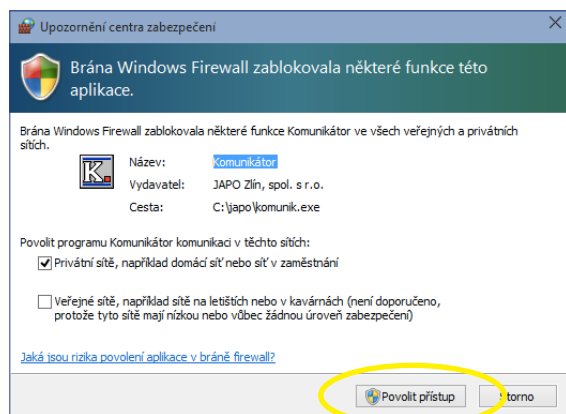 Upozornění centra zabezpečení
Brána Windows Firewall zablokovala některé funkce této
aplikace.
Brána Windows Firewall zablokovala některé funkce Komunikátor ve všech veřejných a privátních
sítích.
K.
Název: Komunikátor
Vydavatel: JAPO Zlín, spol. s r.o.
Cesta: C:\japo\komunik.exe
Povolit programu Komunikátor komunikaci v těchto sítích:
Privátní sítě, například domácí síť nebo síť v zaměstnání
Veřejné sítě, například sítě na letištích nebo v kavárnách (není doporučeno,
protože tyto sítě mají nízkou nebo vůbec žádnou úroveň zabezpečení)
Jaká jsou rizika povolení aplikace v bráně firewall?
Povolit přístup Storno